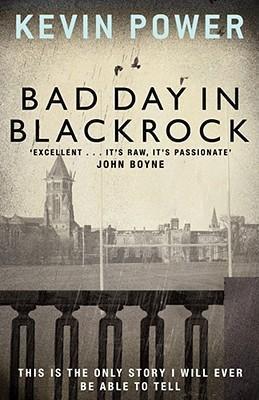 KEVIN POWER
BAD DAY IN
BLACKROCK
'EXCELLENT . . . IT'S RAW, IT'S PASSIONATE'
JOHN BOYNE
THIS IS THE ONLY STORY I WILL EVER
BE ABLE TO TELL